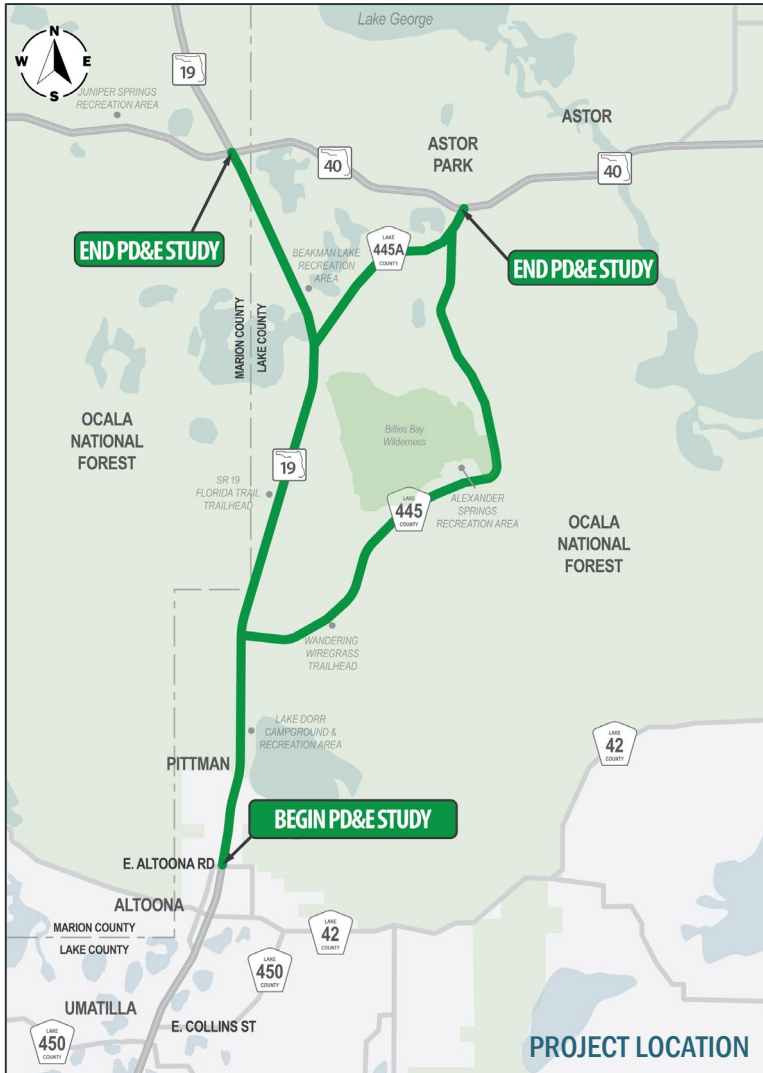 Lake George
N
W E
S
19
JUNIPER SPRINGS
RECREATION AREA
ASTOR
ASTOR
PARK
40
40
END PD&E STUDY
LAKE
445A
COUNTY
END PD&E STUDY
BEAKMAN LAKE
RECREATION
AREA
MARION COUNTY
LAKE COUNTY
OCALA
NATIONAL
FOREST
Billies Bay
Wilderness
19
SR 19
FLORIDA TRAIL
TRAILHEAD
LAKE
445
COUNTY
ALEXANDER
SPRINGS
RECREATION AREA
OCALA
NATIONAL
FOREST
WANDERING
WIREGRASS
TRAILHEAD
LAKE DORR
CAMPGROUND &
RECREATION AREA
LAKE
42
COUNTY
PITTMAN
BEGIN PD&E STUDY
E. ALTOONA RD
ALTOONA
MARION COUNTY
LAKE COUNTY
LAKE
42
COUNTY
LAKE
450
COUNTY
UMATILLA
E. COLLINS ST
LAKE
450
COUNTY
PROJECT LOCATION